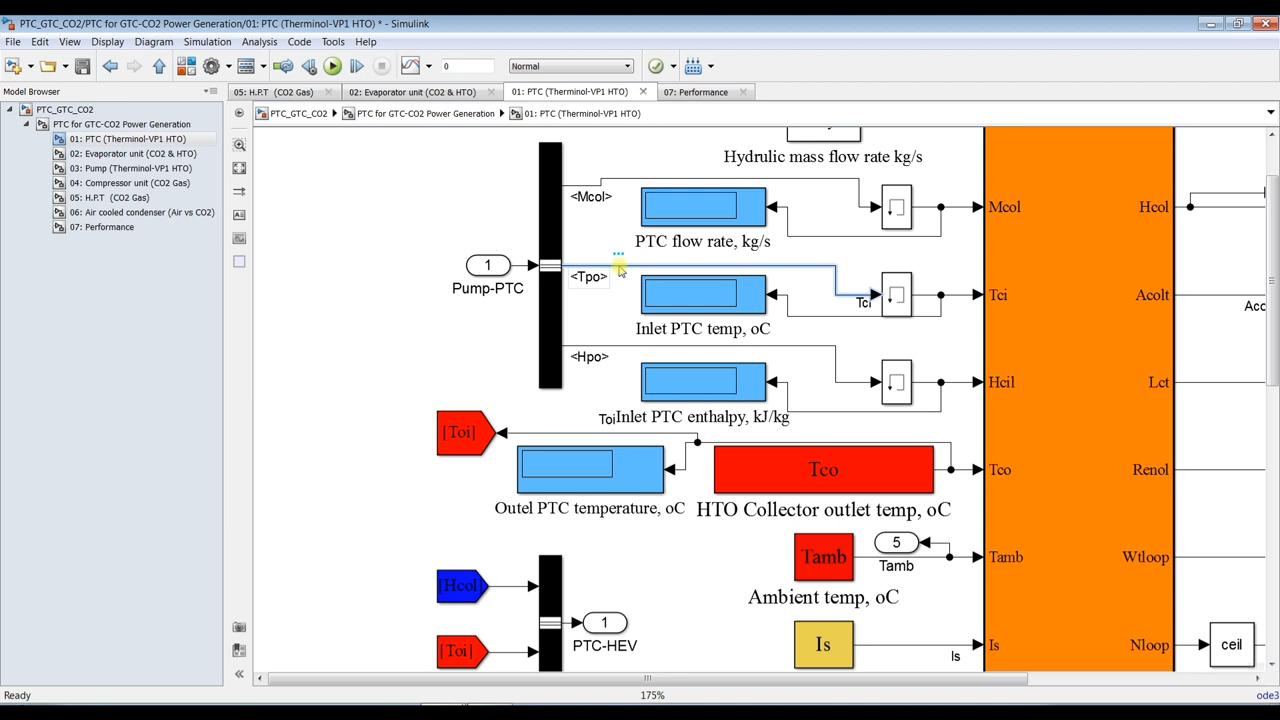 PTC_GTC_CO2/PTC for GTC-CO2 Power Generation/01: PTC (Therminol-VP1 HTO) * - Simulink
File Edit View Display Diagram Simulation Analysis Code Tools Help
0 Normal
Model Browser
05: H.P.T (CO2 Gas) 02: Evaporator unit (CO2 & HTO) 01: PTC (Therminol-VP1 HTO) 07: Performance
PTC_GTC_CO2 PTC for GTC-CO2 Power Generation 01: PTC (Therminol-VP1 HTO)
PTC_GTC_CO2
PTC for GTC-CO2 Power Generation
01: PTC (Therminol-VP1 HTO)
02: Evaporator unit (CO2 & HTO)
03: Pump (Therminol-VP1 HTO)
04: Compressor unit (CO2 Gas)
05: H.P.T (CO2 Gas)
06: Air cooled condenser (Air vs CO2)
07: Performance
Hydrulic mass flow rate kg/s
<Mcol>
Mcol Hcol
PTC flow rate, kg/s
1
<Tpo>
Pump-PTC
Tci
Tci Acolt
Inlet PTC temp, oC
<Hpo>
Hcil Lct
Toi
Inlet PTC enthalpy, kJ/kg
[Toi]
Tco
Tco Renol
Outel PTC temperature, oC
HTO Collector outlet temp, oC
Tamb
5
Tamb
Tamb Wtloop
Ambient temp, oC
[Hcol]
1
PTC-HEV
[Toi]
Is
Is
Is Nloop
ceil
Ready 175% ode3